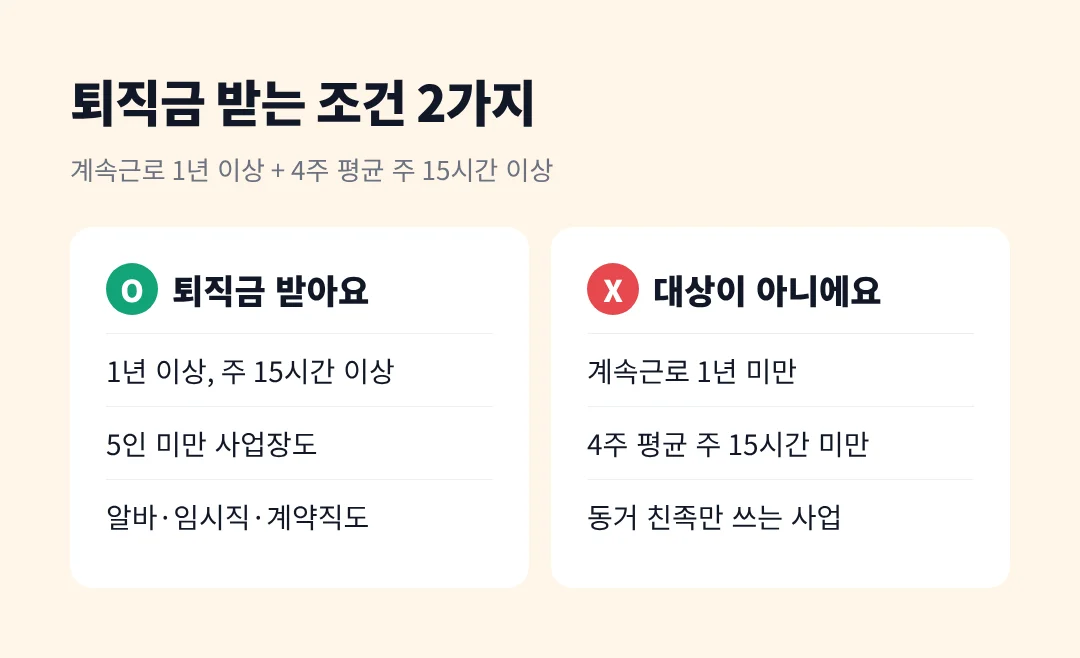 퇴직금 받는 조건 2가지
계속근로 1년 이상 + 4주 평균 주 15시간 이상
O 퇴직금 받아요
1년 이상, 주 15시간 이상
5인 미만 사업장도
알바·임시직·계약직도
X 대상이 아니에요
계속근로 1년 미만
4주 평균 주 15시간 미만
동거 친족만 쓰는 사업